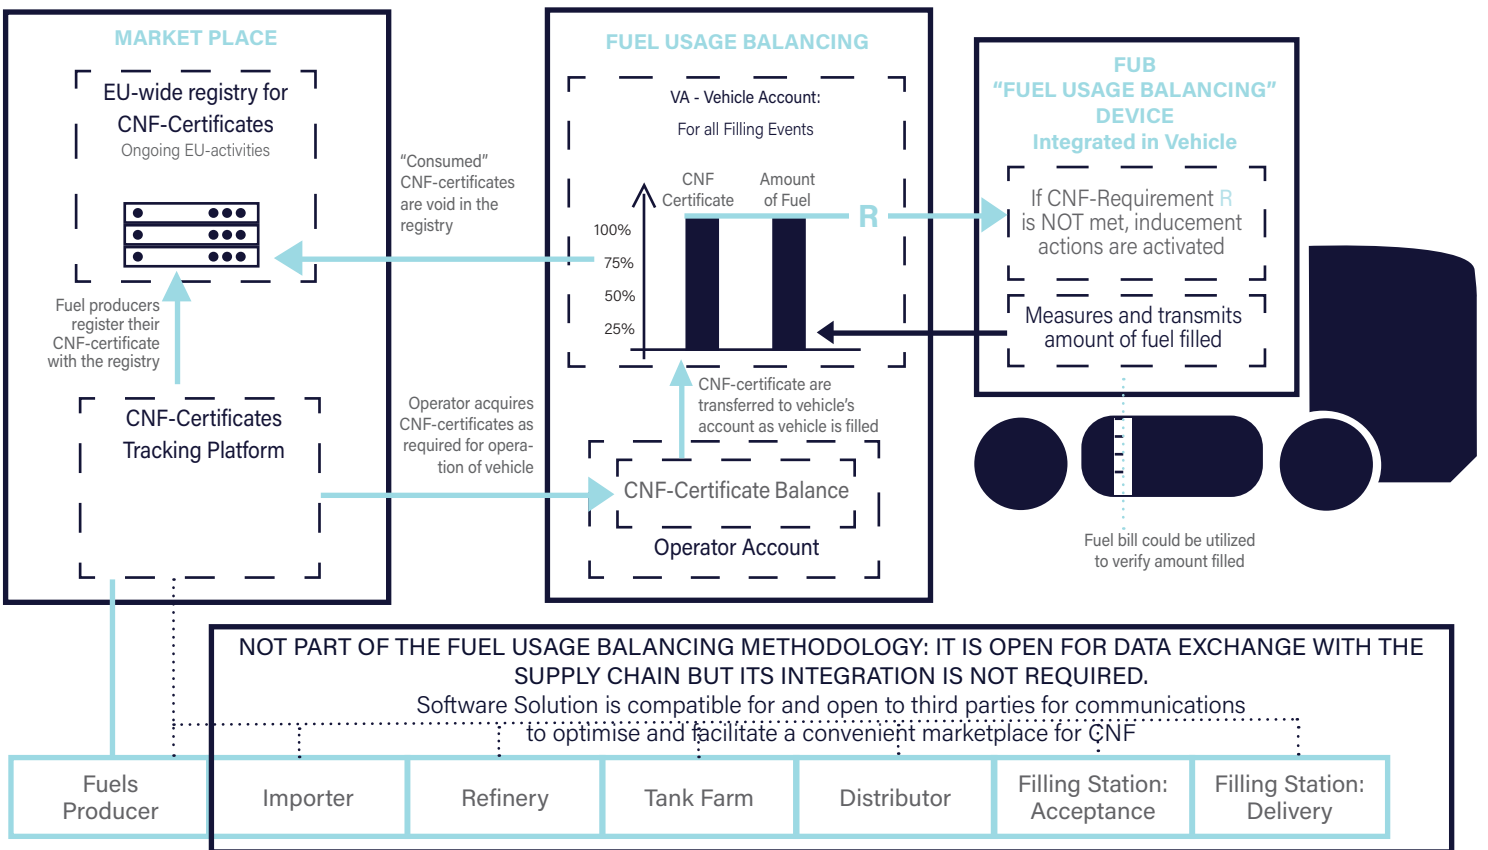 MARKET PLACE
EU-wide registry for
CNF-Certificates
Ongoing EU-activities
Fuel producers
register their
CNF-certificate
with the registry
CNF-Certificates
Tracking Platform
“Consumed”
CNF-certificates
are void in the
registry
Operator acquires
CNF-certificates as
required for opera-
tion of vehicle
FUEL USAGE BALANCING
VA - Vehicle Account:
For all Filling Events
CNF
Certificate
Amount
of Fuel
100%
75%
50%
25%
R
CNF-certificate are
transferred to vehicle’s
account as vehicle is filled
CNF-Certificate Balance
Operator Account
FUB
“FUEL USAGE BALANCING”
DEVICE
Integrated in Vehicle
If CNF-Requirement R
is NOT met, inducement
actions are activated
Measures and transmits
amount of fuel filled
Fuel bill could be utilized
to verify amount filled
NOT PART OF THE FUEL USAGE BALANCING METHODOLOGY: IT IS OPEN FOR DATA EXCHANGE WITH THE
SUPPLY CHAIN BUT ITS INTEGRATION IS NOT REQUIRED.
Software Solution is compatible for and open to third parties for communications
to optimise and facilitate a convenient marketplace for CNF
Fuels
Producer
Importer
Refinery
Tank Farm
Distributor
Filling Station:
Acceptance
Filling Station:
Delivery